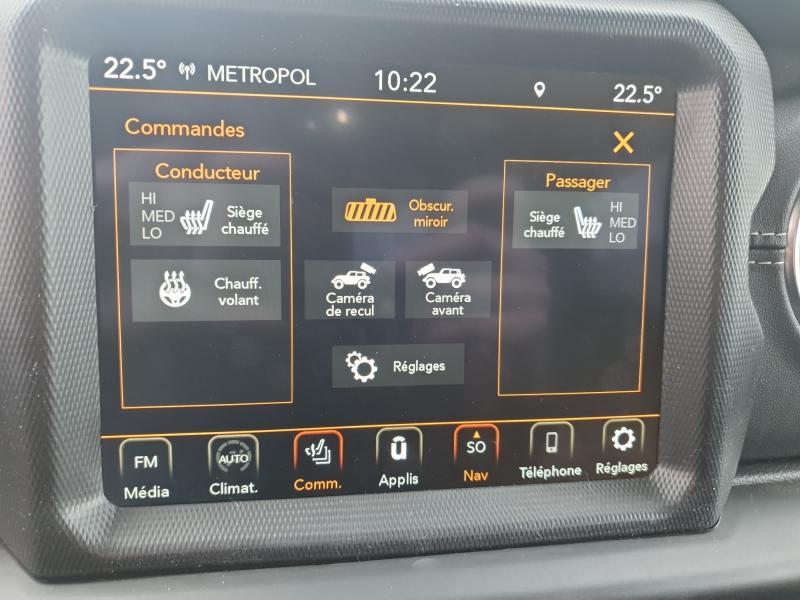 22.5° METROPOL 10:22 22.5°
Commandes
Conducteur
HI
MED
LO
Siège
chauffé
Chauff.
volant
Obscur.
miroir
Caméra
de recul
Caméra
avant
Réglages
Passager
Siège
chauffé
HI
MED
LO
FM
Média
AUTO
Climat.
Comm.
ū
Applis
SO
Nav
Téléphone
Réglages